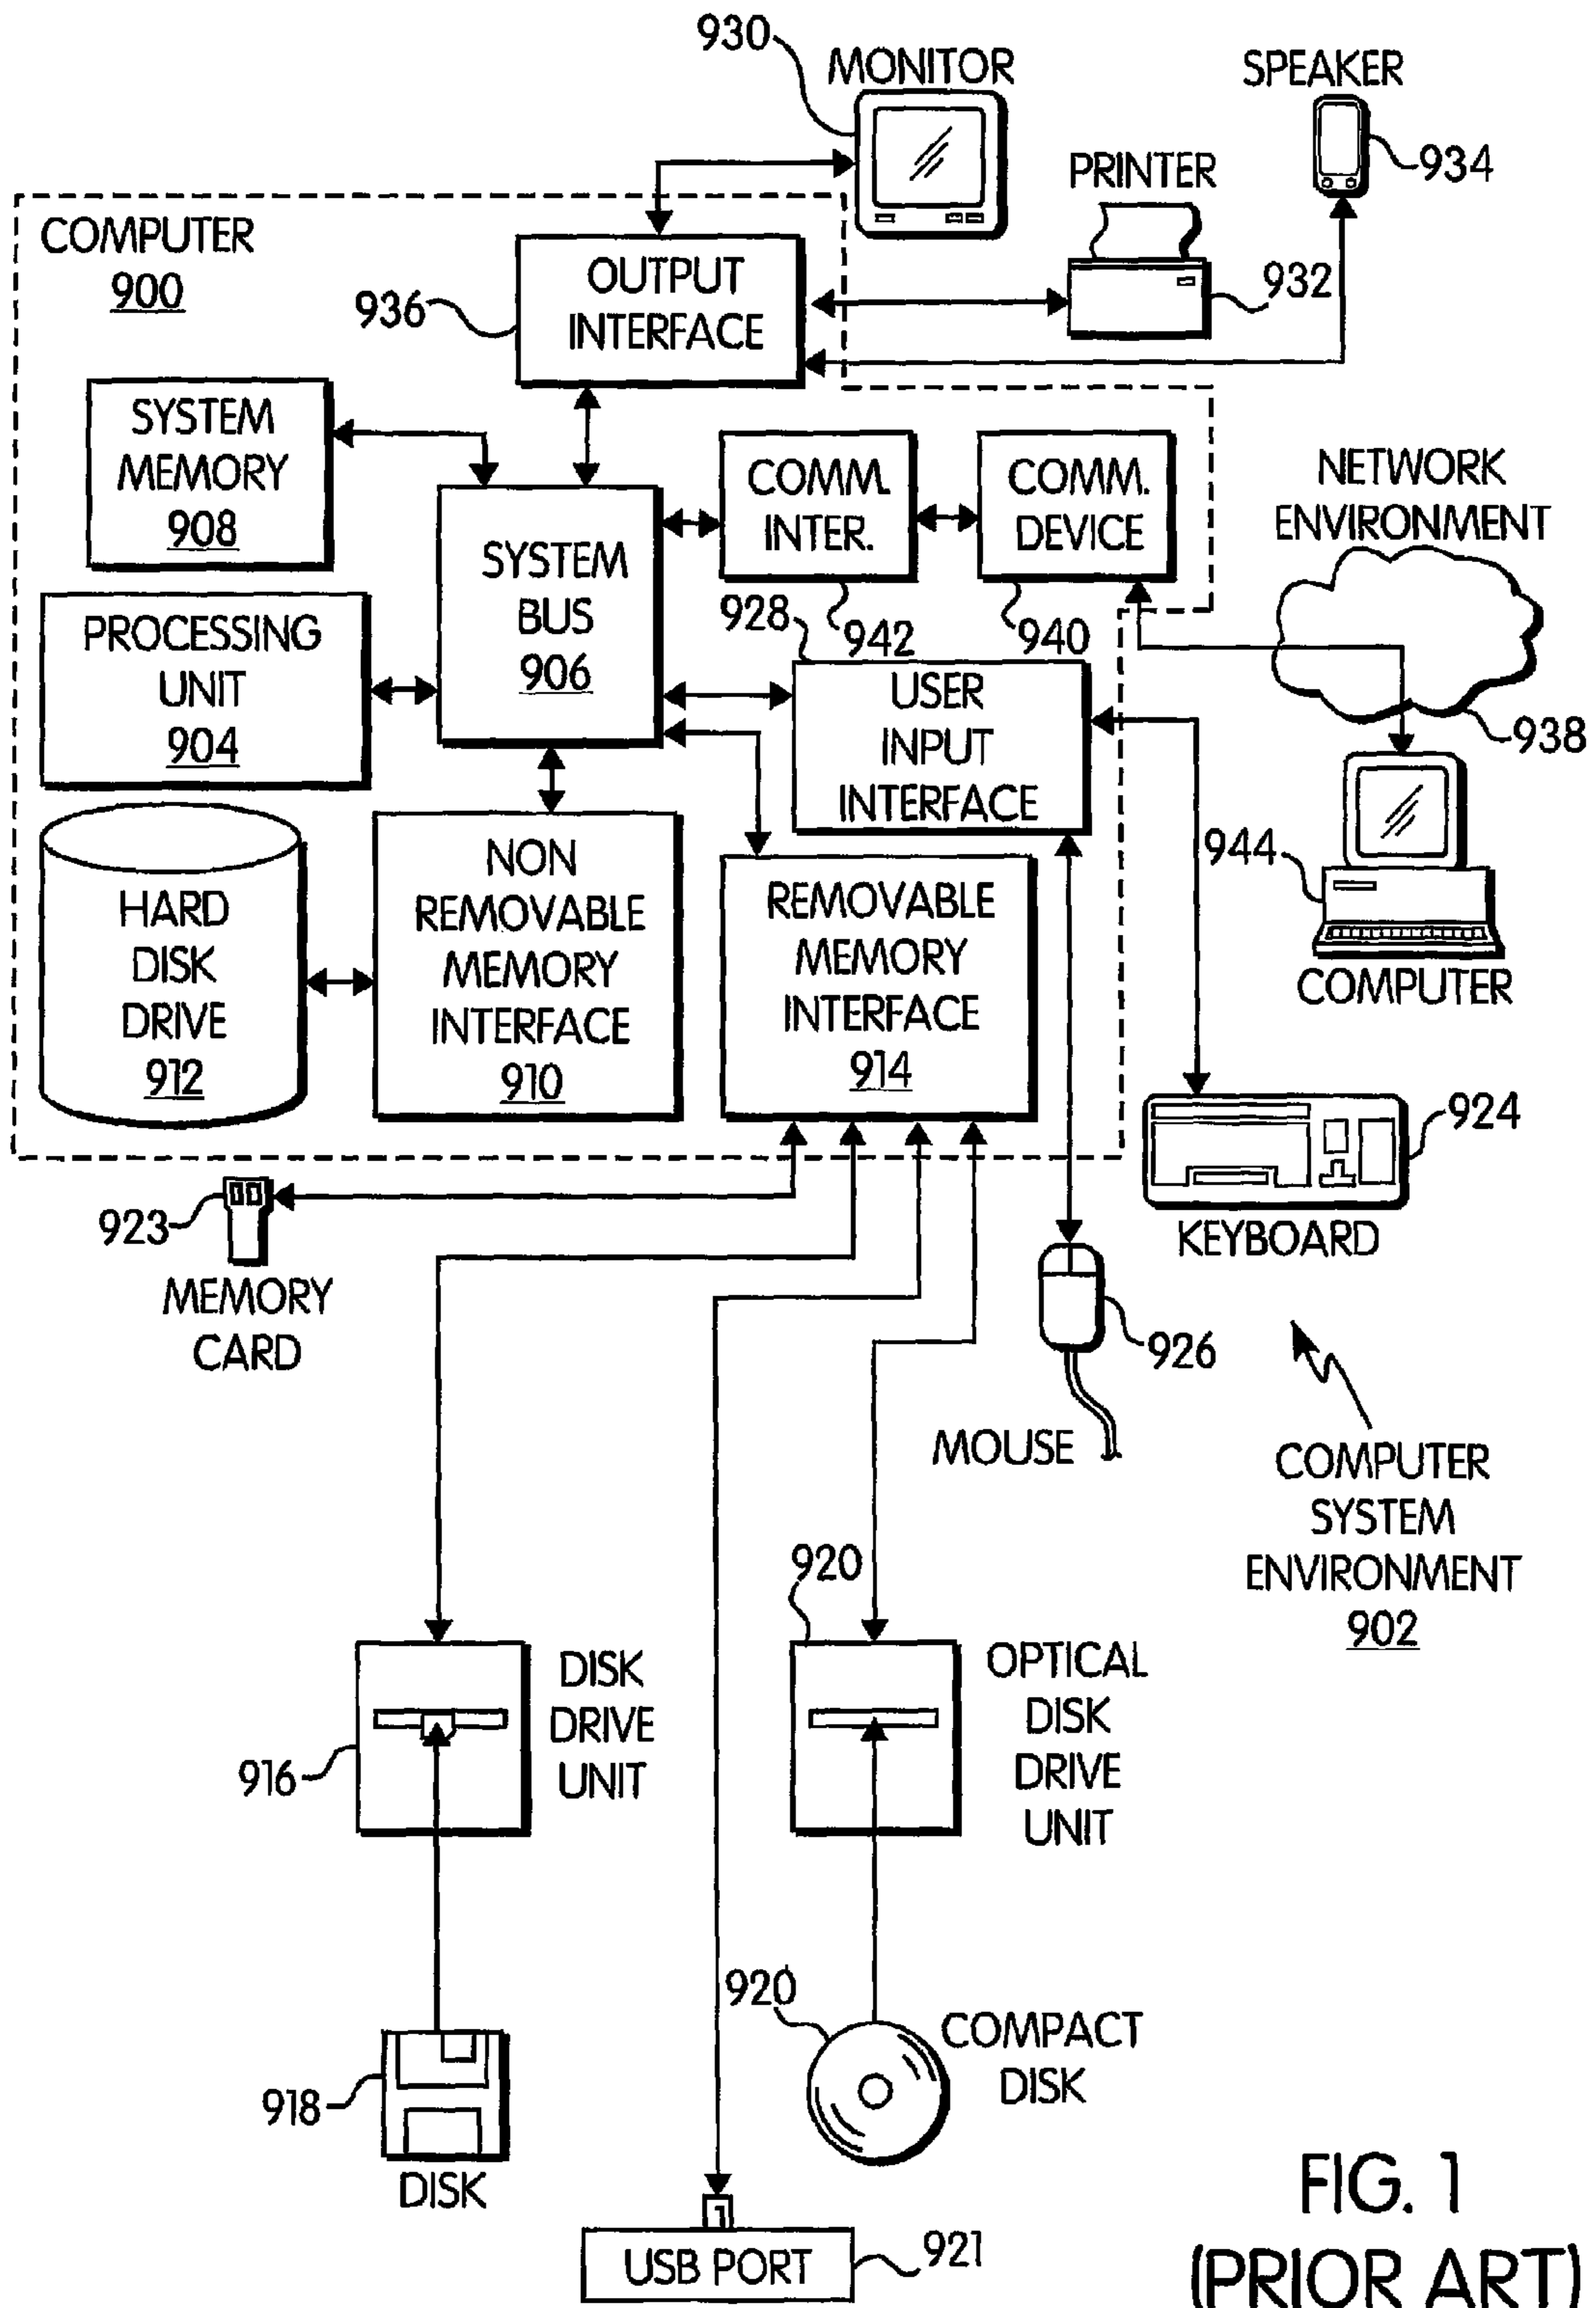 930
MONITOR
SPEAKER
934
PRINTER
932
COMPUTER
900
936
OUTPUT
INTERFACE
SYSTEM
MEMORY
908
COMM.
INTER.
942
COMM.
DEVICE
940
NETWORK
ENVIRONMENT
938
SYSTEM
BUS
906
PROCESSING
UNIT
904
928
USER
INPUT
INTERFACE
944
COMPUTER
HARD
DISK
DRIVE
912
NON
REMOVABLE
MEMORY
INTERFACE
910
REMOVABLE
MEMORY
INTERFACE
914
924
KEYBOARD
923
MEMORY
CARD
926
MOUSE
COMPUTER
SYSTEM
ENVIRONMENT
902
916
DISK
DRIVE
UNIT
920
OPTICAL
DISK
DRIVE
UNIT
918
DISK
920
COMPACT
DISK
USB PORT
921
FIG. 1
(PRIOR ART)